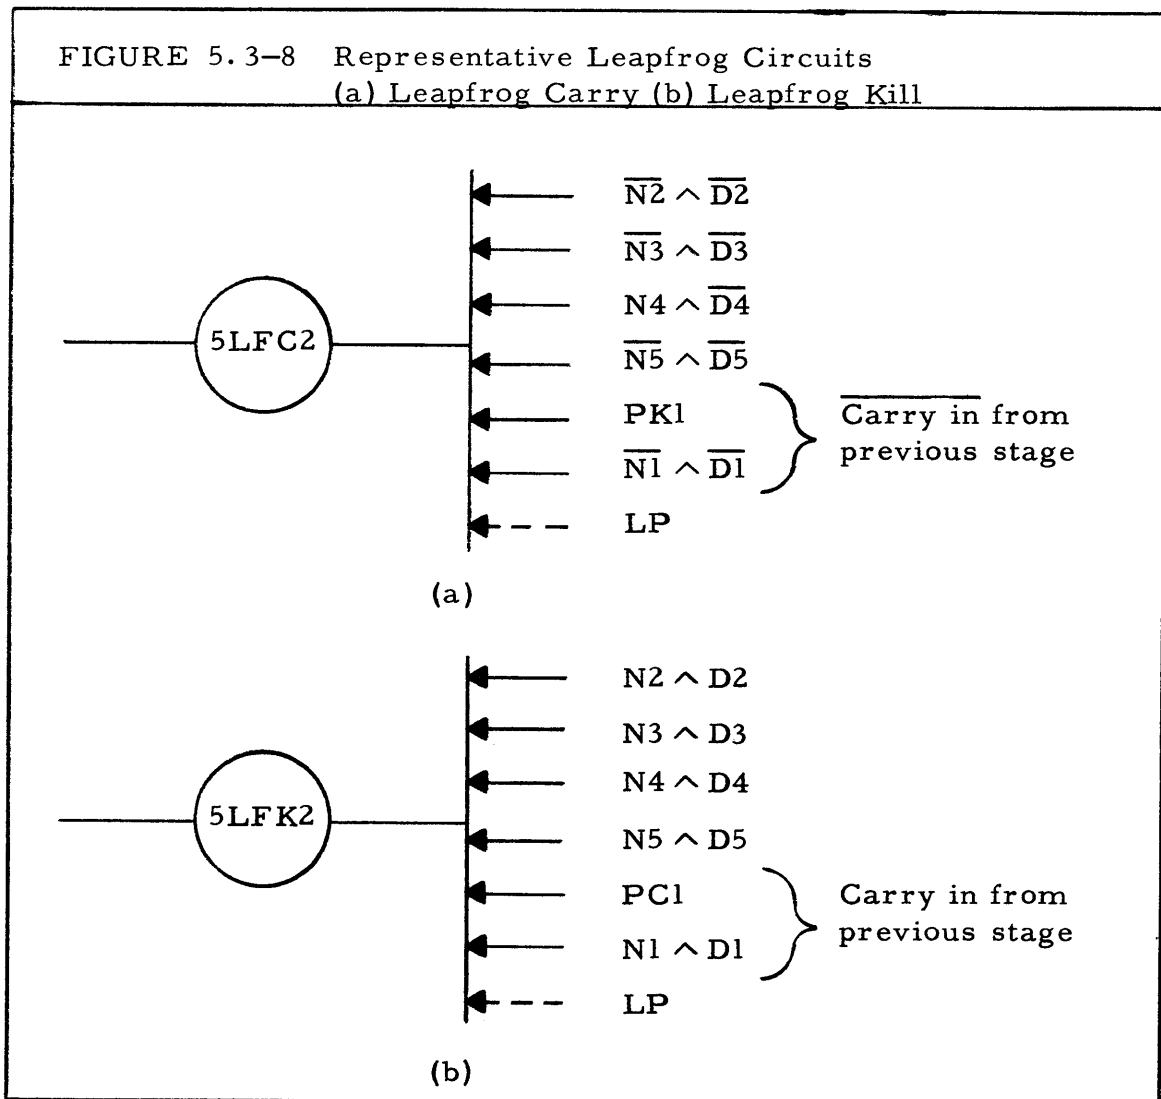 FIGURE 5.3–8 Representative Leapfrog Circuits
(a) Leapfrog Carry (b) Leapfrog Kill
N̅2̅ ^ D̅2̅
N̅3̅ ^ D̅3̅
N4 ^ D̅4̅
5LFC2
N̅5̅ ^ D̅5̅
PK1
N̅1̅ ^ D̅1̅
C̅a̅r̅r̅y̅ ̅i̅n̅ from
previous stage
LP
(a)
N2 ^ D2
N3 ^ D3
N4 ^ D4
5LFK2
N5 ^ D5
PC1
N1 ^ D1
Carry in from
previous stage
LP
(b)